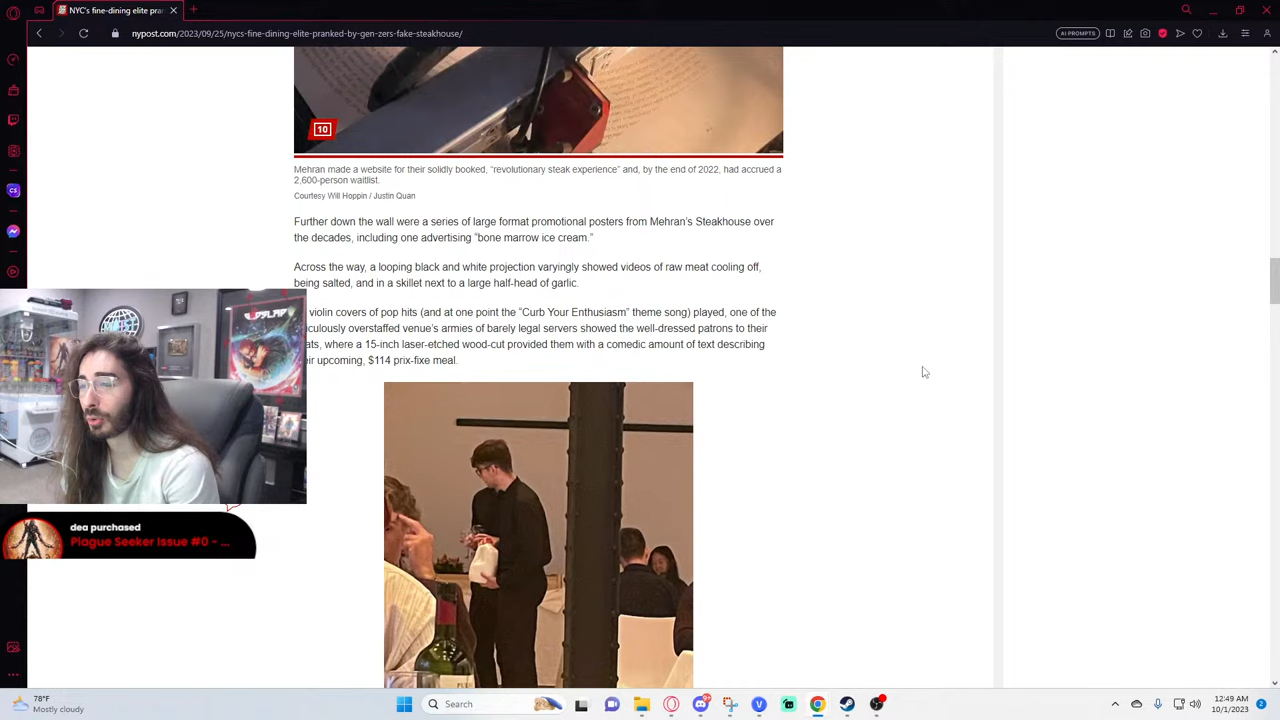 NYC's fine-dining elite pran
nypost.com/2023/09/25/nycs-fine-dining-elite-pranked-by-gen-zers-fake-steakhouse/
AI PROMPTS
10
Mehran made a website for their solidly booked, “revolutionary steak experience” and, by the end of 2022, had accrued a
2,600-person waitlist.
Courtesy Will Hoppin / Justin Quan
Further down the wall were a series of large format promotional posters from Mehran’s Steakhouse over
the decades, including one advertising “bone marrow ice cream.”
Across the way, a looping black and white projection varyingly showed videos of raw meat cooling off,
being salted, and in a skillet next to a large half-head of garlic.
violin covers of pop hits (and at one point the “Curb Your Enthusiasm” theme song) played, one of the
iculously overstaffed venue’s armies of barely legal servers showed the well-dressed patrons to their
ats, where a 15-inch laser-etched wood-cut provided them with a comedic amount of text describing
ir upcoming, $114 prix-fixe meal.
dea purchased
Plague Seeker Issue #0 - ...
78°F
Mostly cloudy
Search
9+
12:49 AM
10/1/2023
2